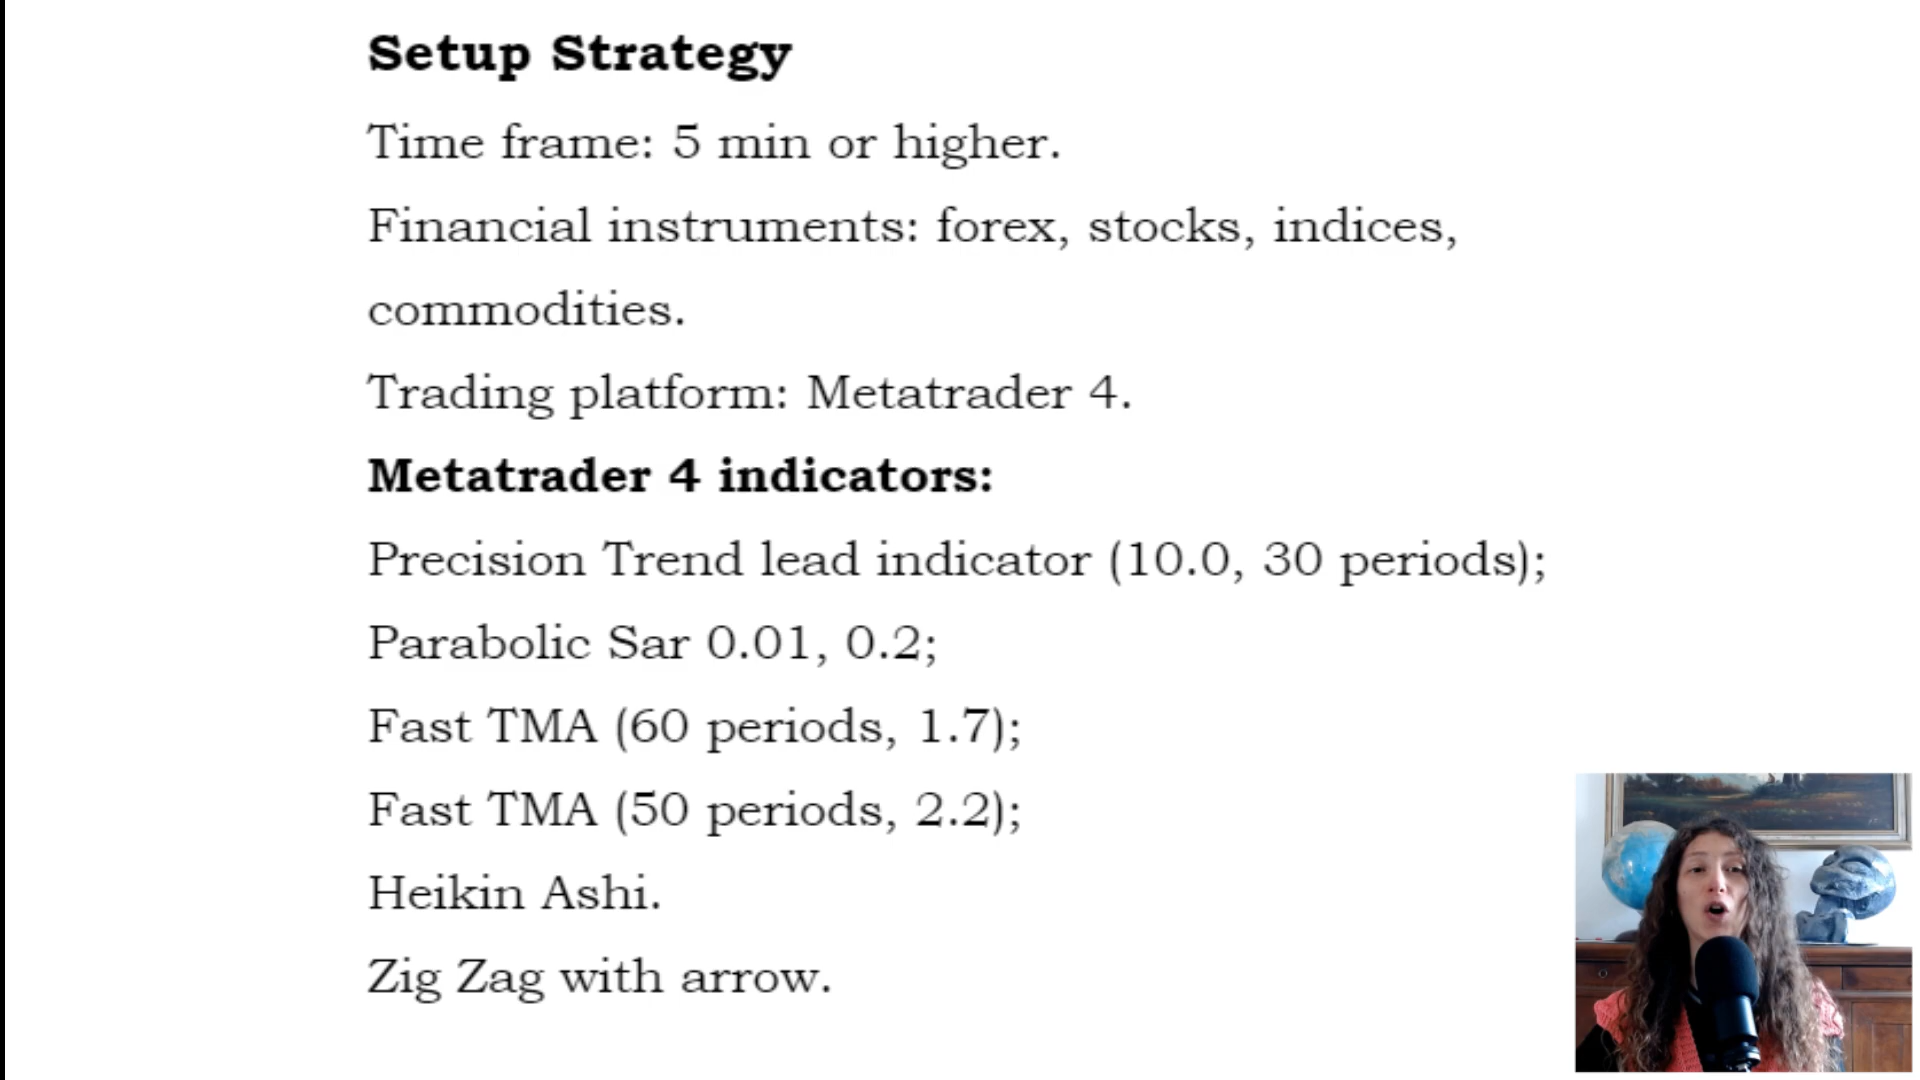 Setup Strategy
Time frame: 5 min or higher.
Financial instruments: forex, stocks, indices,
commodities.
Trading platform: Metatrader 4.
Metatrader 4 indicators:
Precision Trend lead indicator (10.0, 30 periods);
Parabolic Sar 0.01, 0.2;
Fast TMA (60 periods, 1.7);
Fast TMA (50 periods, 2.2);
Heikin Ashi.
Zig Zag with arrow.